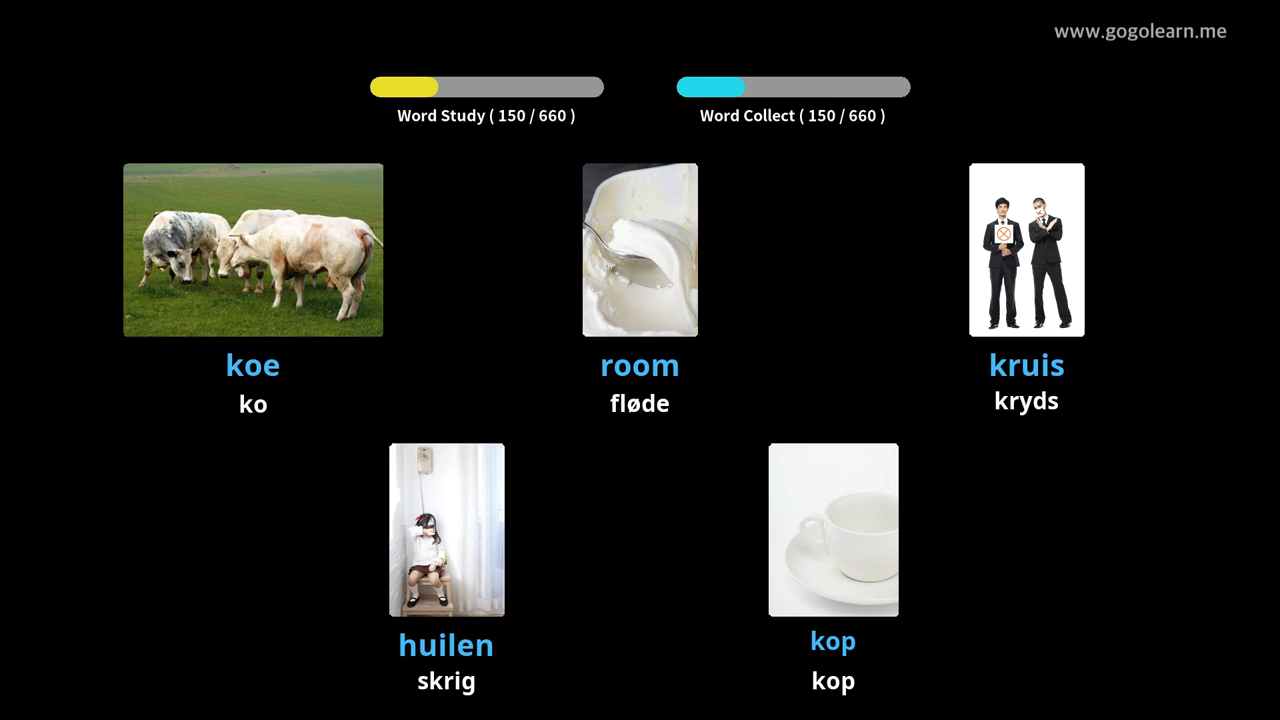 www.gogolearn.me
Word Study ( 150 / 660 )
Word Collect ( 150 / 660 )
koe
ko
room
fløde
kruis
kryds
huilen
skrig
kop
kop